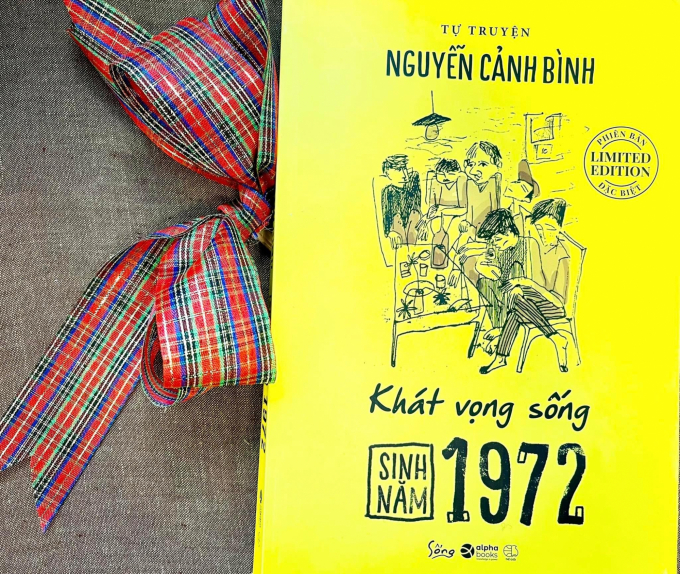 TỰ TRUYỆN
NGUYỄN CẢNH BÌNH
PHIÊN BẢN
LIMITED
EDITION
ĐẶC BIỆT
Khát vọng sống
SINH
NĂM
1972
Sống
alpha
books